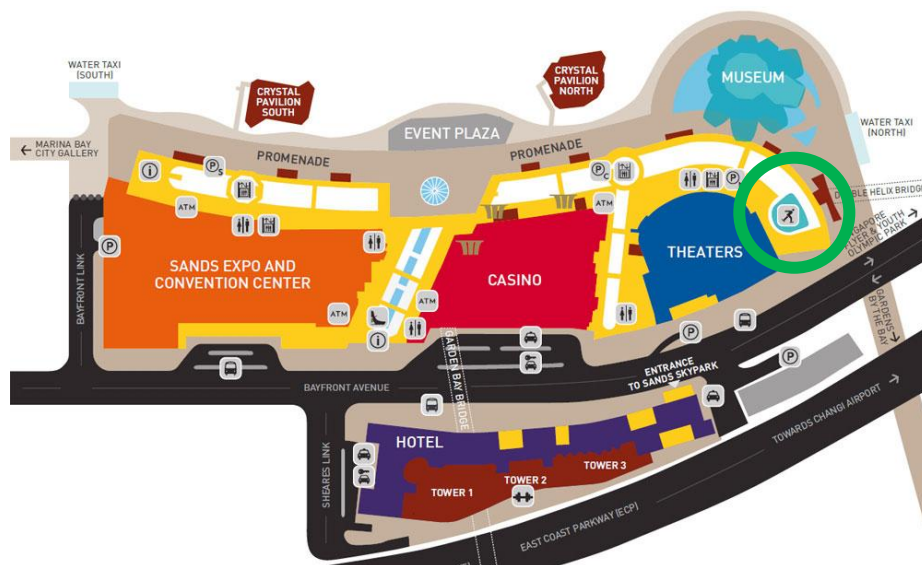 WATER TAXI
(SOUTH)
CRYSTAL
PAVILION
SOUTH
CRYSTAL
PAVILION
NORTH
MUSEUM
EVENT PLAZA
WATER TAXI
(NORTH)
← MARINA BAY
CITY GALLERY
PROMENADE
PROMENADE
i
P S
P C
P
BLE HELIX BRIDGE
ATM
ATM
P
SANDS EXPO AND
CONVENTION CENTER
CASINO
THEATERS
SINGAPORE
FLYER & YOUTH
OLYMPIC PARK
GARDENS
BY THE BAY
BAYFRONT LINK
ATM
ATM
i
P
P
GARDEN BAY BRIDGE
ENTRANCE
TO SANDS SKYPARK
BAYFRONT AVENUE
TOWARDS CHANGI AIRPORT →
HOTEL
SHEARES LINK
TOWER 1
TOWER 2
TOWER 3
EAST COAST PARKWAY (ECP)